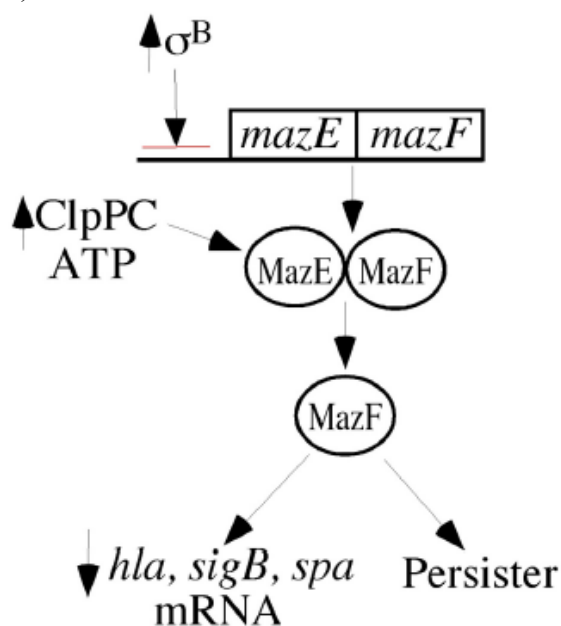 σB
mazE mazF
ClpPC
ATP
MazE MazF
MazF
hla, sigB, spa
mRNA
Persister